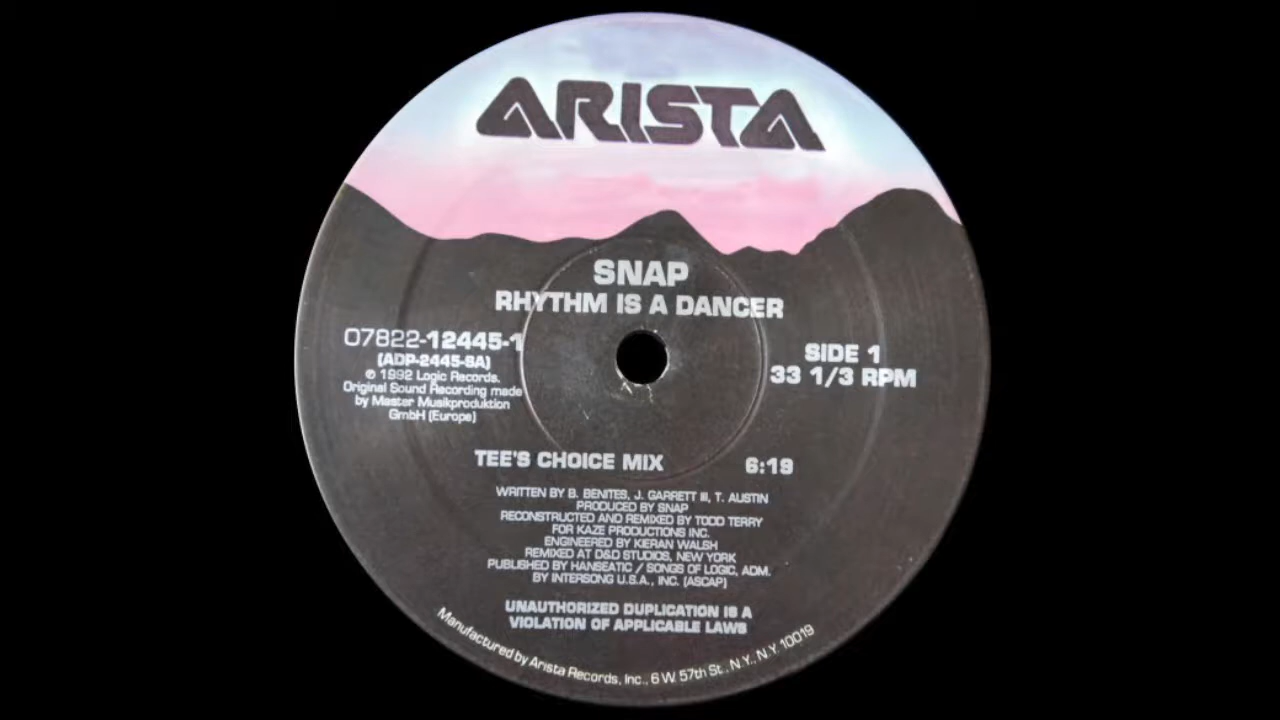 ARISTA
SNAP
RHYTHM IS A DANCER
07822-12445-1
(ADP-2445-SA)
℗ 1992 Logic Records.
Original Sound Recording made
by Master Musikproduktion
GmbH (Europe)
SIDE 1
33 1/3 RPM
TEE'S CHOICE MIX 6:19
WRITTEN BY B. BENITES, J. GARRETT III, T. AUSTIN
PRODUCED BY SNAP
RECONSTRUCTED AND REMIXED BY TODD TERRY
FOR KAZE PRODUCTIONS INC.
ENGINEERED BY KIERAN WALSH
REMIXED AT D&D STUDIOS, NEW YORK
PUBLISHED BY HANSEATIC / SONGS OF LOGIC, ADM.
BY INTERSONG U.S.A., INC. (ASCAP)
UNAUTHORIZED DUPLICATION IS A
VIOLATION OF APPLICABLE LAWS
Manufactured by Arista Records, Inc., 6 W. 57th St., N.Y., N.Y. 10019